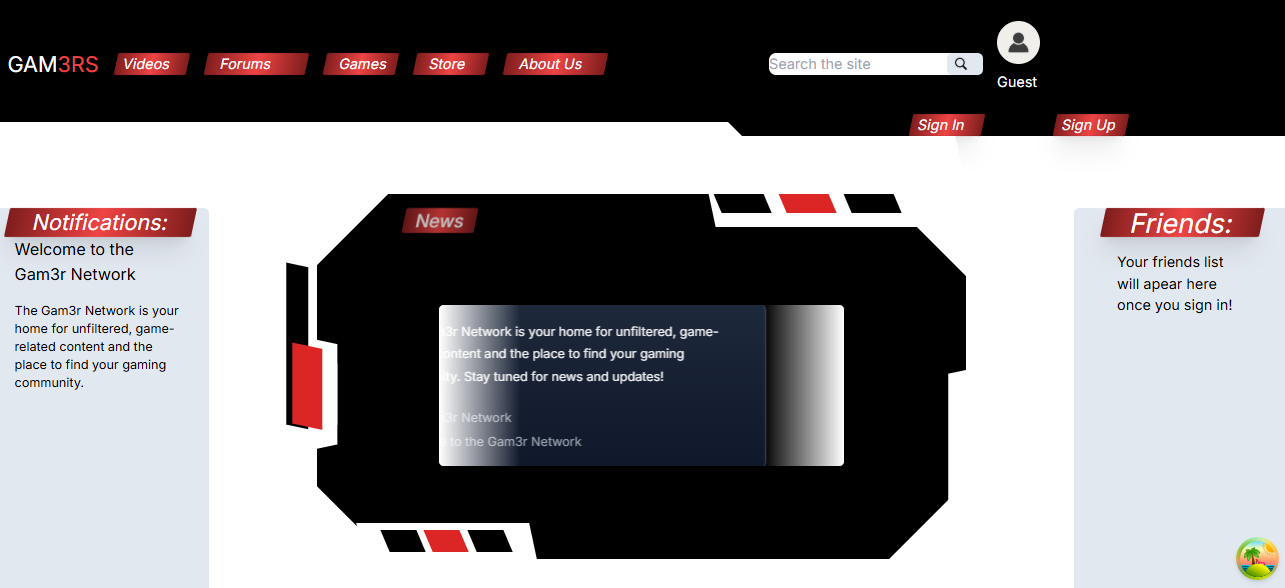 GAM3RS
Videos
Forums
Games
Store
About Us
Search the site
Guest
Sign In
Sign Up
Notifications:
Welcome to the
Gam3r Network
The Gam3r Network is your
home for unfiltered, game-
related content and the
place to find your gaming
community.
News
Network is your home for unfiltered, game-
and the place to find your gaming
Stay tuned for news and updates!
Network
to the Gam3r Network
Friends:
Your friends list
will apear here
once you sign in!